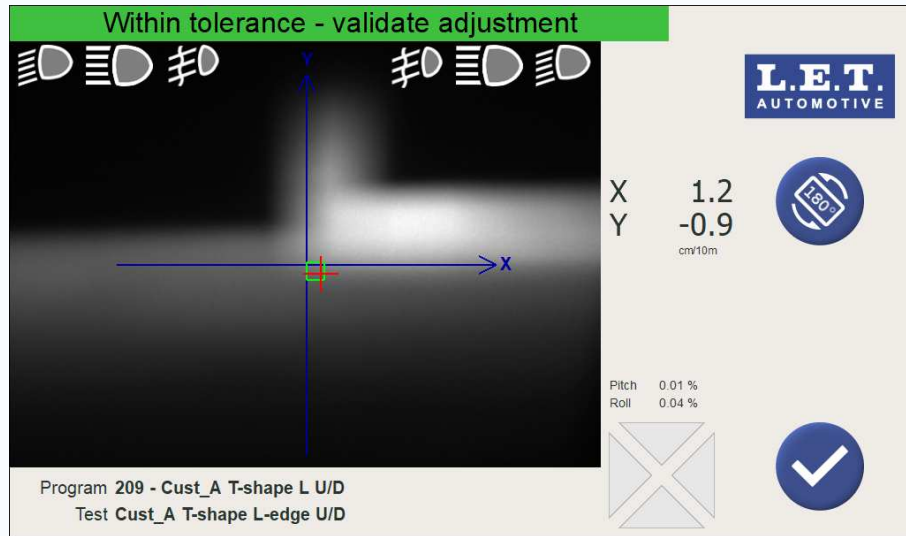 Within tolerance - validate adjustment
Y
X
L.E.T.
AUTOMOTIVE
X 1.2
Y -0.9
cm/10m
180°
Pitch 0.01 %
Roll 0.04 %
Program 209 - Cust_A T-shape L U/D
Test Cust_A T-shape L-edge U/D